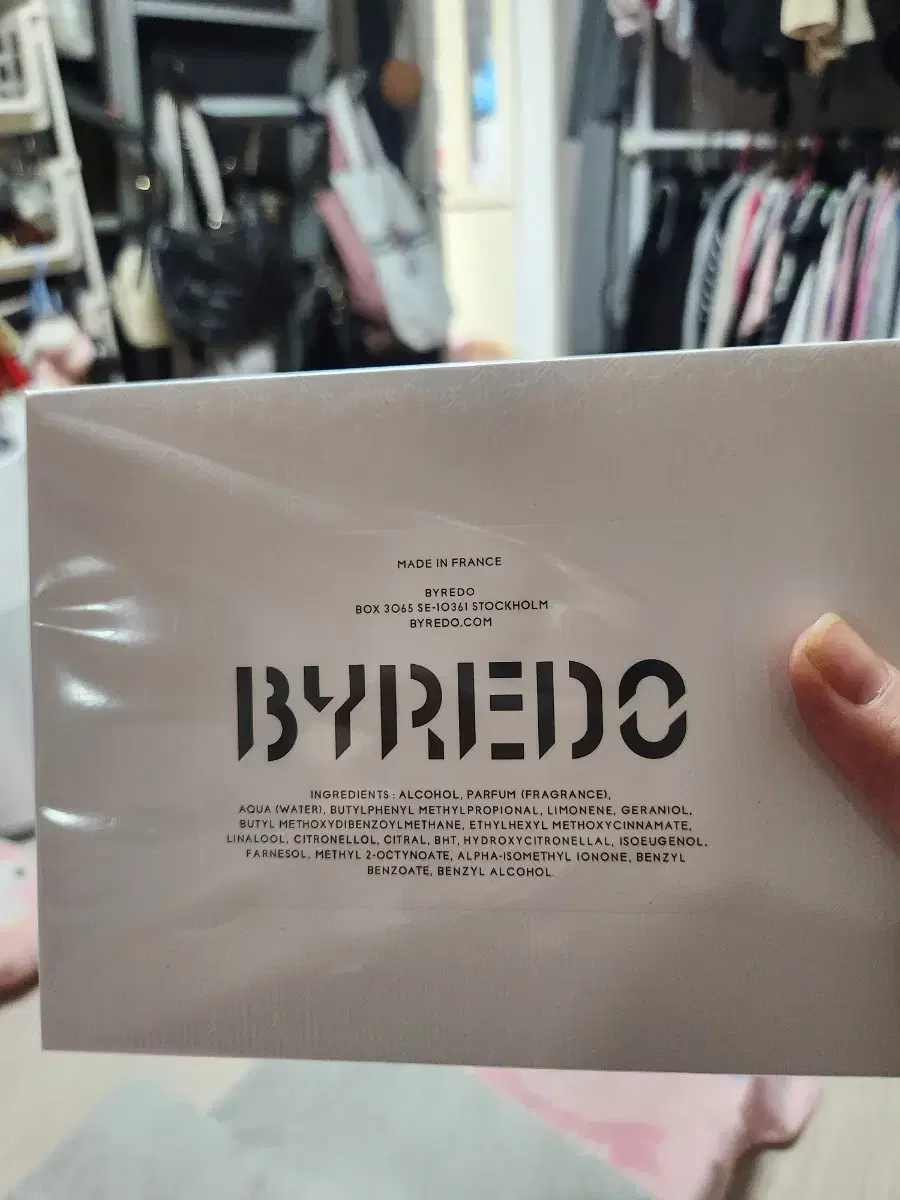 MADE IN FRANCE
BYREDO
BOX 3065 SE-10361 STOCKHOLM
BYREDO.COM
BYREDO
INGREDIENTS : ALCOHOL, PARFUM (FRAGRANCE),
AQUA (WATER), BUTYLPHENYL METHYLPROPIONAL, LIMONENE, GERANIOL,
BUTYL METHOXYDIBENZOYLMETHANE, ETHYLHEXYL METHOXYCINNAMATE,
LINALOOL, CITRONELLOL, CITRAL, BHT, HYDROXYCITRONELLAL, ISOEUGENOL,
FARNESOL, METHYL 2-OCTYNOATE, ALPHA-ISOMETHYL IONONE, BENZYL
BENZOATE, BENZYL ALCOHOL.